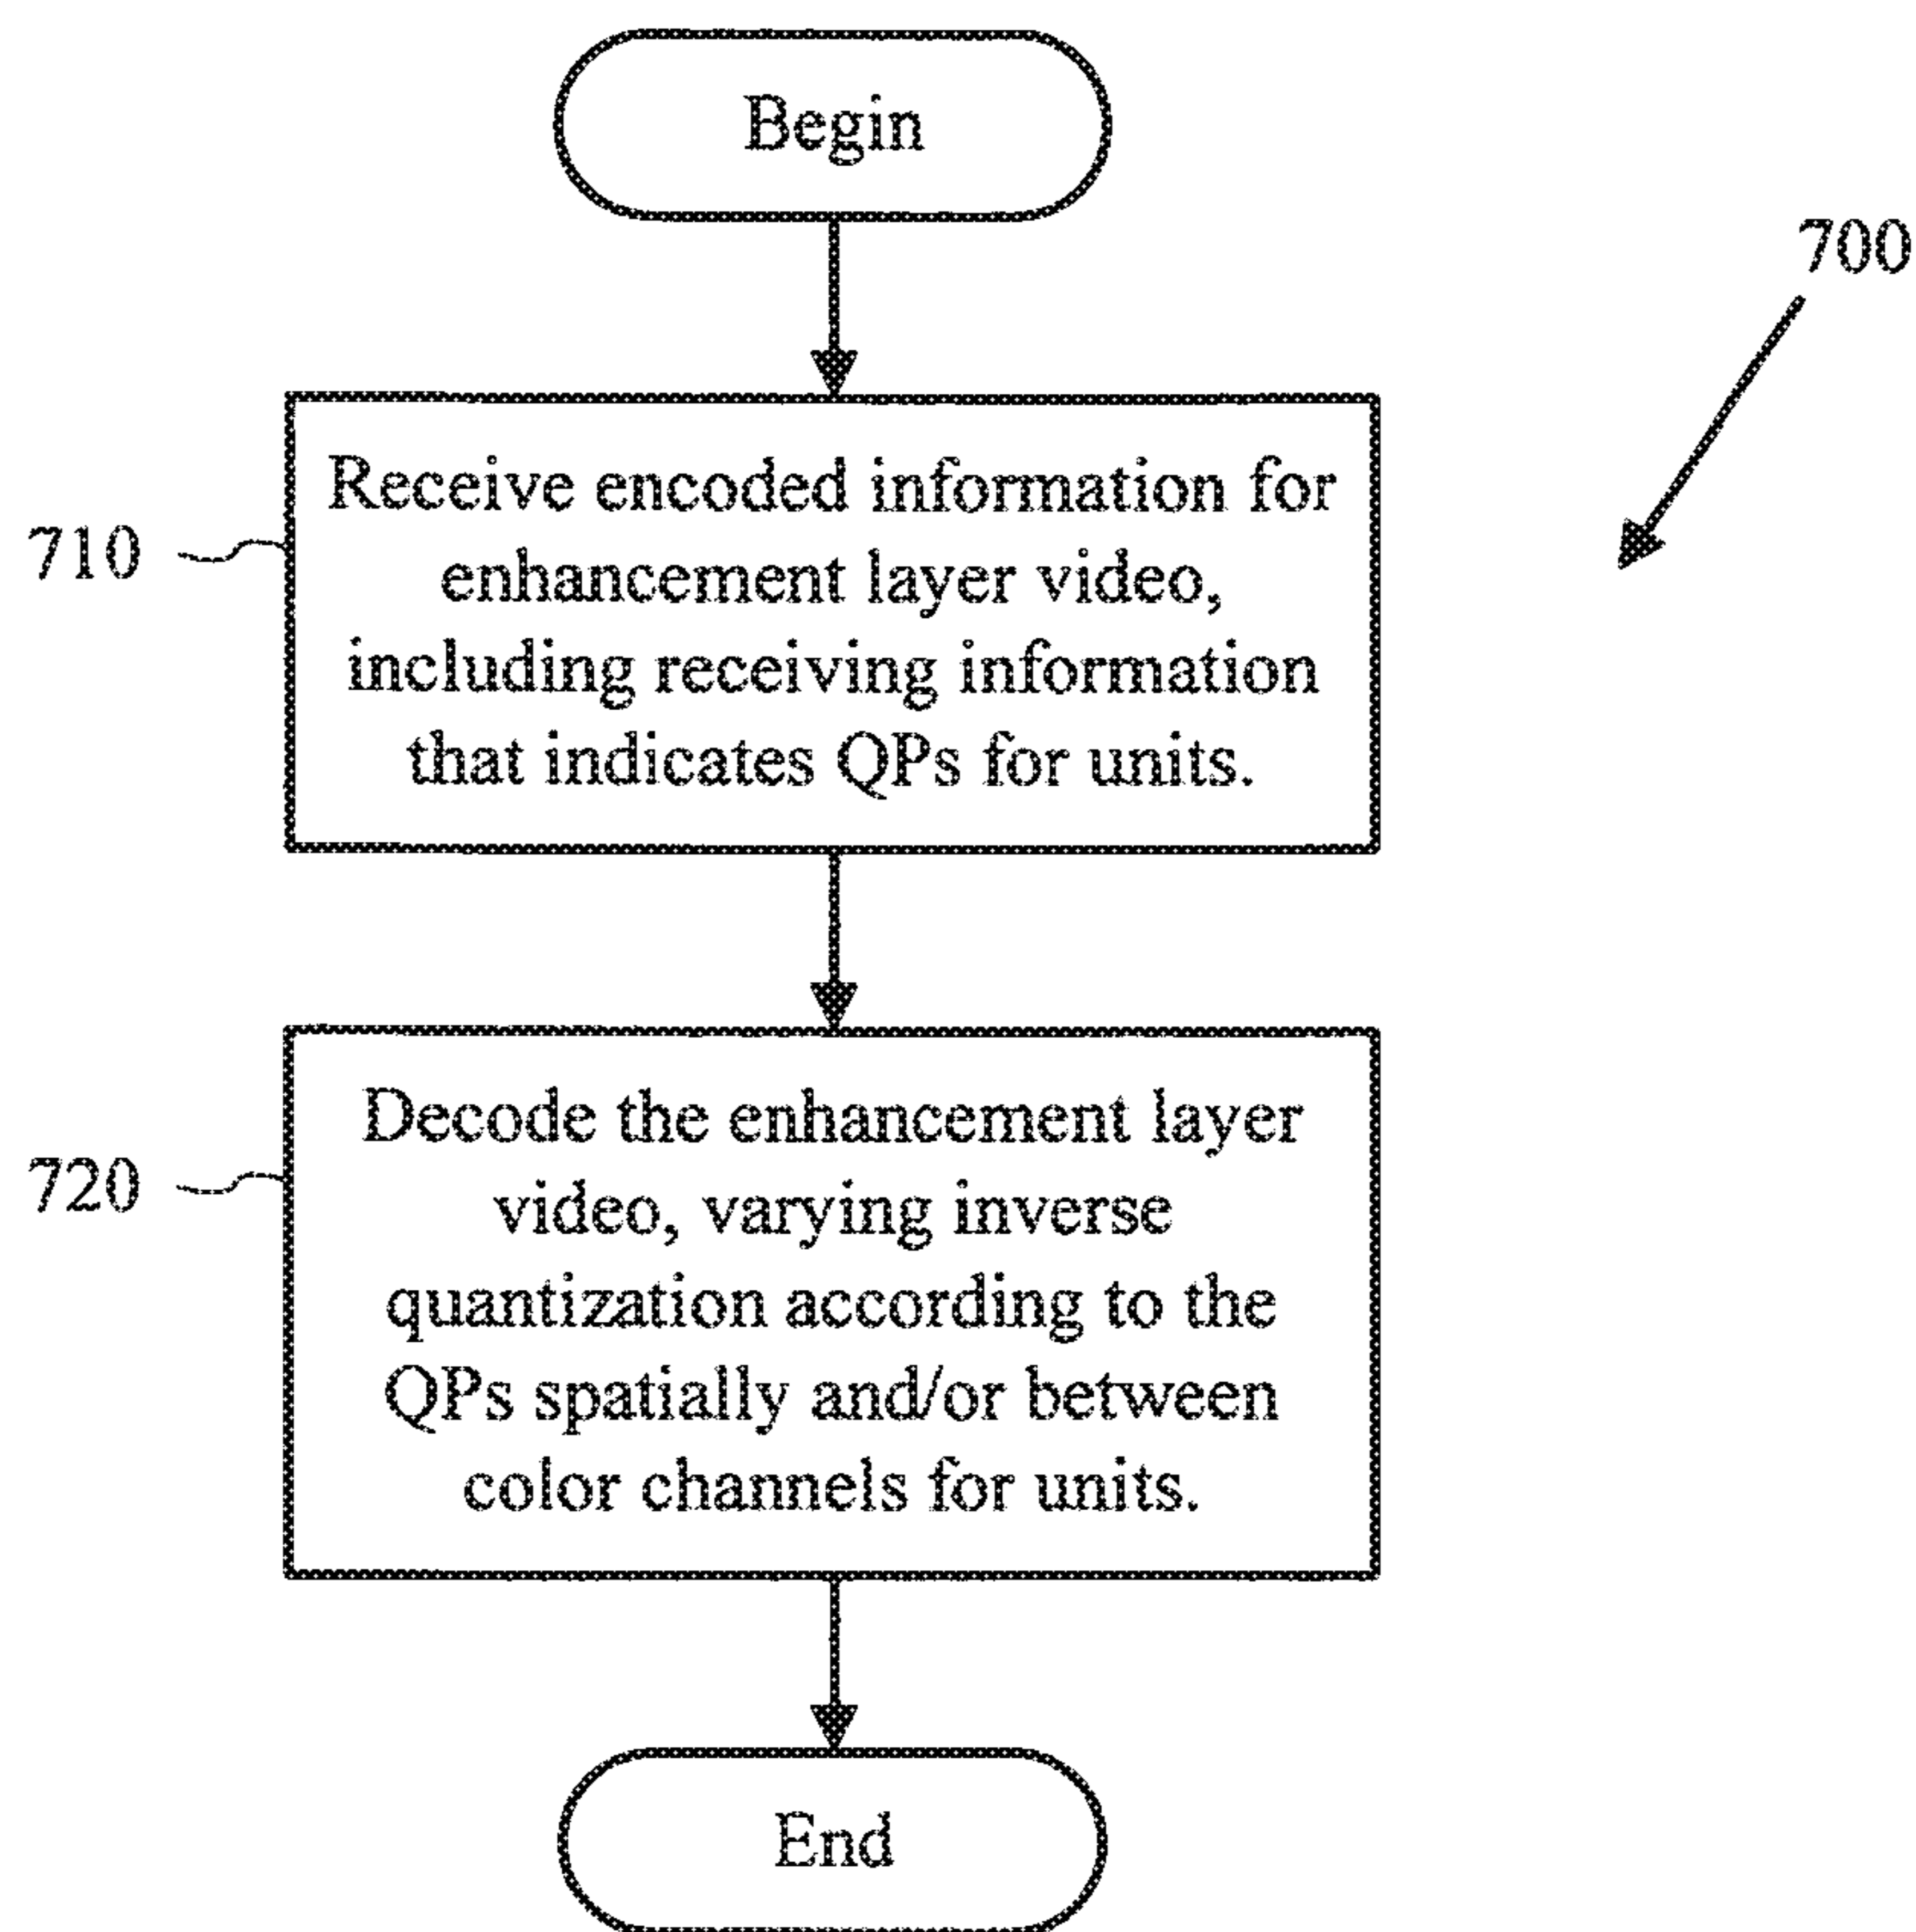 Begin
700
710
Receive encoded information for
enhancement layer video,
including receiving information
that indicates QPs for units.
720
Decode the enhancement layer
video, varying inverse
quantization according to the
QPs spatially and/or between
color channels for units.
End